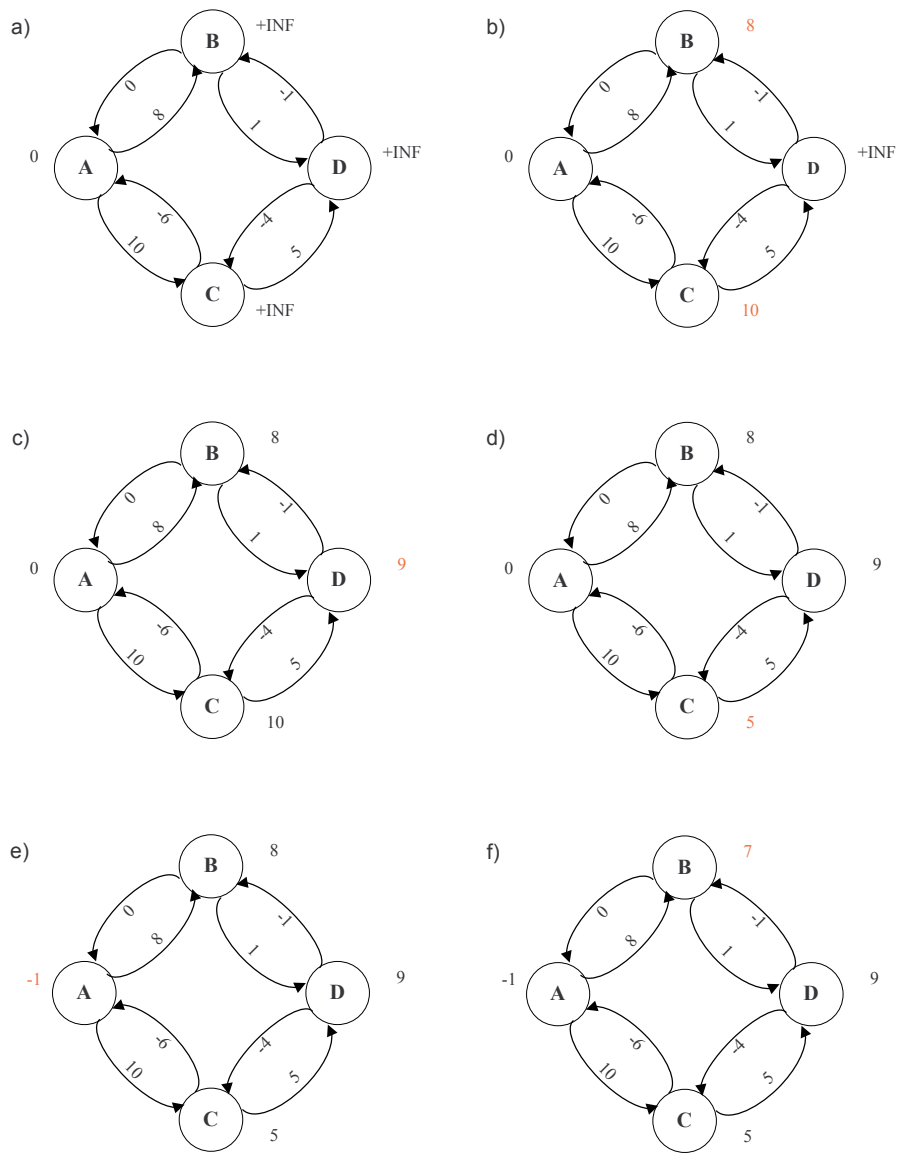 a) B +INF b) B 8
0 -1 0 -1
8 1 8 1
0 A D +INF 0 A D +INF
-6 -4 -6 -4
10 5 10 5
C +INF C 10
c) B 8 d) B 8
0 -1 0 -1
8 1 8 1
0 A D 9 0 A D 9
-6 -4 -6 -4
10 5 10 5
C 10 C 5
e) B 8 f) B 7
0 -1 0 -1
8 1 8 1
-1 A D 9 -1 A D 9
-6 -4 -6 -4
10 5 10 5
C 5 C 5